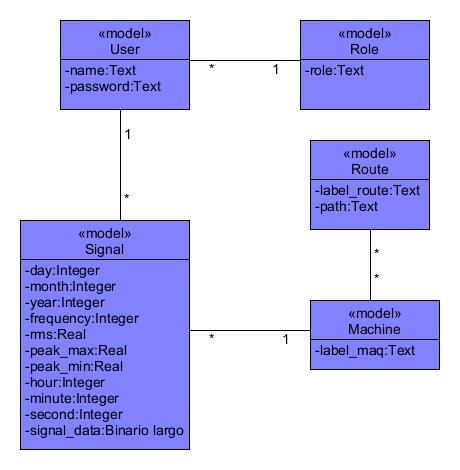 «model»
User
-name:Text
-password:Text
«model»
Role
-role:Text
*
1
1
*
«model»
Route
-label_route:Text
-path:Text
*
*
«model»
Signal
-day:Integer
-month:Integer
-year:Integer
-frequency:Integer
-rms:Real
-peak_max:Real
-peak_min:Real
-hour:Integer
-minute:Integer
-second:Integer
-signal_data:Binario largo
*
1
«model»
Machine
-label_maq:Text